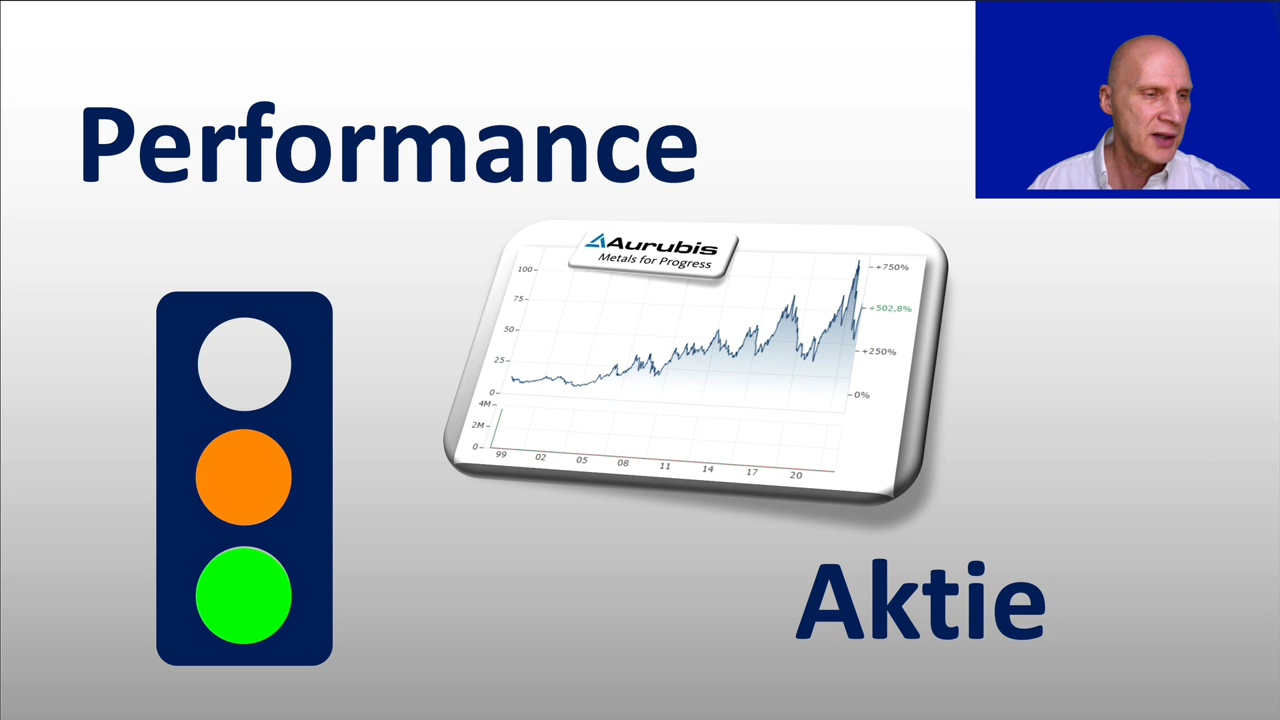 Performance
Aurubis
Metals for Progress
100
75
50
25
0
4M
2M
0
+750%
+502,8%
+250%
0%
99 02 05 08 11 14 17 20
Aktie